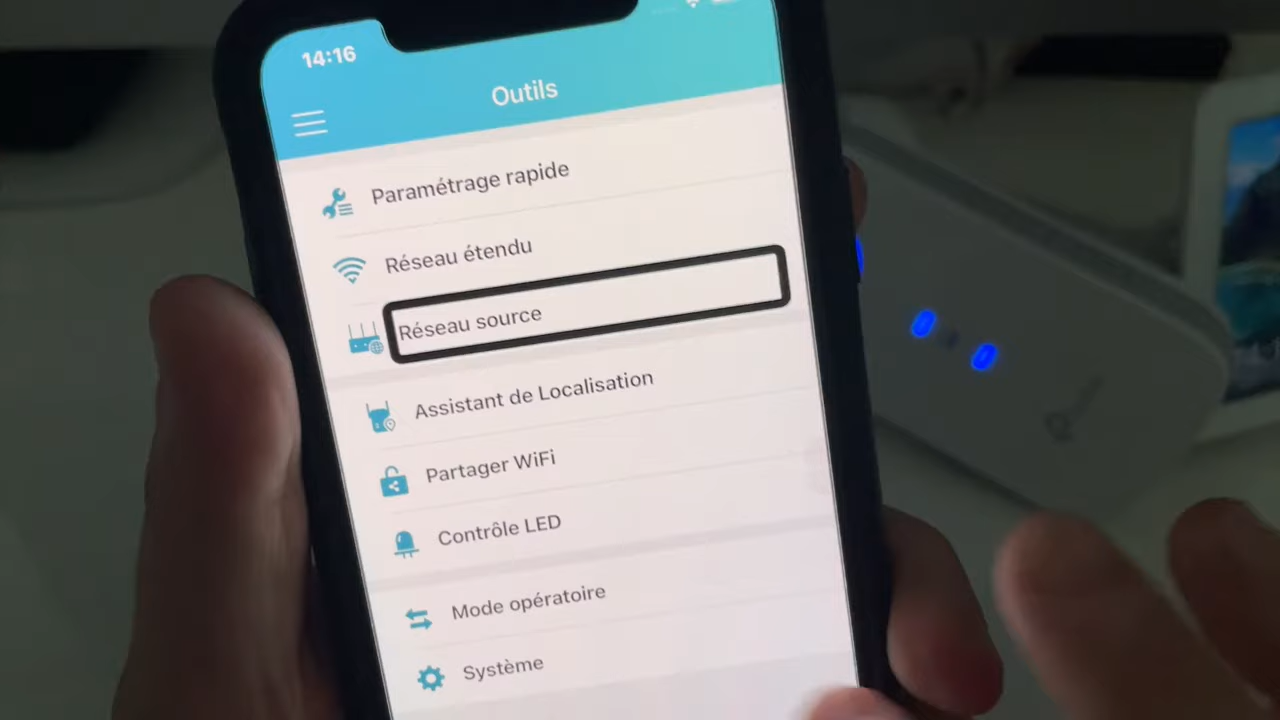 14:16
Outils
Paramétrage rapide
Réseau étendu
Réseau source
Assistant de Localisation
Partager WiFi
Contrôle LED
Mode opératoire
Système